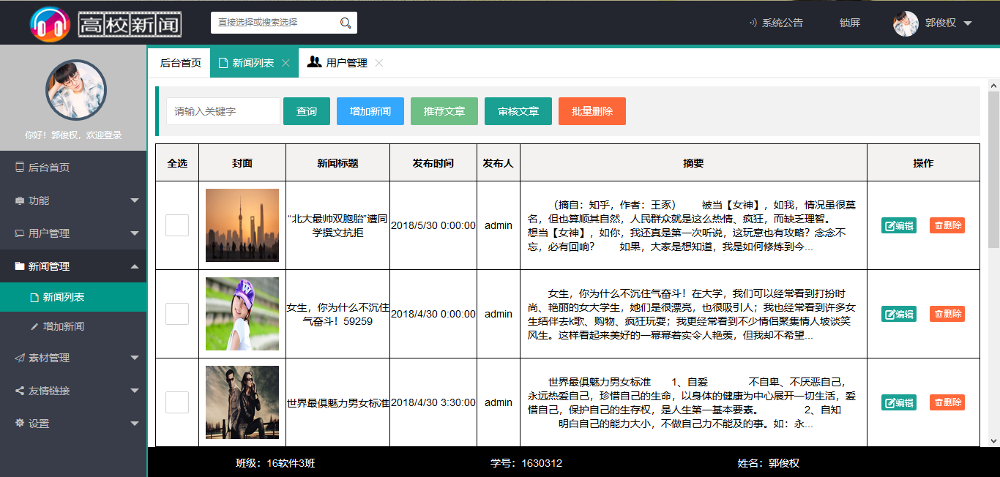 高校新闻
直接选择或搜索选择
系统公告
锁屏
郭俊权
你好！郭俊权，欢迎登录
后台首页
功能
用户管理
新闻管理
新闻列表
增加新闻
素材管理
友情链接
设置
后台首页
新闻列表
用户管理
请输入关键字
查询
增加新闻
推荐文章
审核文章
批量删除
全选 封面 新闻标题 发布时间 发布人 摘要 操作
“北大最帅双胞胎”遭同
学撰文抗拒
2018/5/30 0:00:00
admin
（摘自：知乎，作者：王豖） 被当【女神】，如我，情况虽很莫
名，但也算顺其自然，人民群众就是这么热情、疯狂，而缺乏理智。
想当【女神】，如你，我还真是第一次听说，这玩意也有攻略？念念不
忘，必有回响？ 如果，大家是想知道，我是如何修炼到今...
编辑
删除
女生，你为什么不沉住
气奋斗！59259
2018/4/30 0:00:00
admin
女生，你为什么不沉住气奋斗！在大学，我们可以经常看到打扮时
尚、艳丽的女大学生，她们是很漂亮，也很吸引人；我也经常看到许多女
生结伴去k歌、购物、疯狂玩耍；我更经常看到不少情侣聚集情人坡谈笑
风生。这样看起来美好的一幕幕着实令人艳羡，但我却不希望...
编辑
删除
世界最俱魅力男女标准
2018/4/30 3:30:00
admin
世界最俱魅力男女标准 1、自爱 不自卑、不厌恶自己，
永远热爱自己，珍惜自己的生命，以身体的健康为中心展开一切生活，爱
惜自己，保护自己的生存权，是人生第一基本要素。 2、自知
明白自己的能力大小，不做自己力不能及的事。如：永...
编辑
删除
班级：16软件3班
学号：1630312
姓名：郭俊权